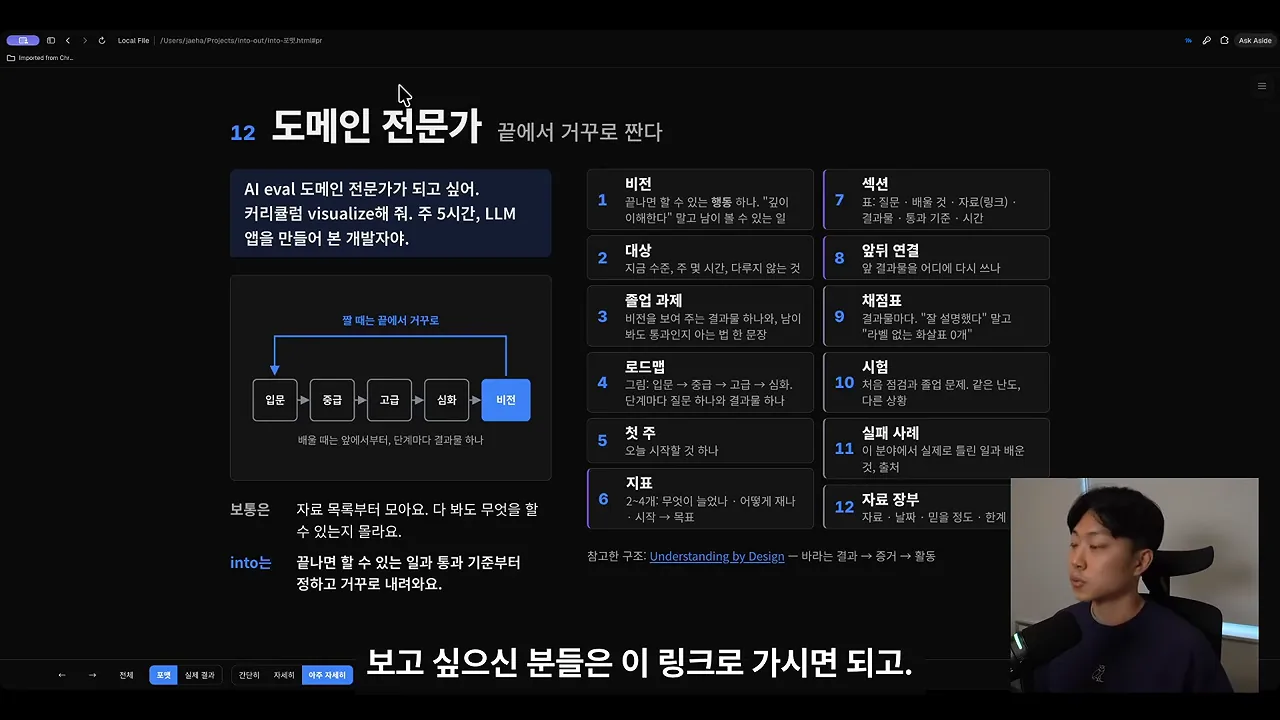 Local File
/Users/jaeha/Projects/into-out/into-포맷.html#pr
Ask Aside
Imported from Chr...
12 도메인 전문가 끝에서 거꾸로 짠다
AI eval 도메인 전문가가 되고 싶어.
커리큘럼 visualize해 줘. 주 5시간, LLM
앱을 만들어 본 개발자야.
짤 때는 끝에서 거꾸로
입문
중급
고급
심화
비전
배울 때는 앞에서부터, 단계마다 결과물 하나
보통은
자료 목록부터 모아요. 다 봐도 무엇을 할
수 있는지 몰라요.
into는
끝나면 할 수 있는 일과 통과 기준부터
정하고 거꾸로 내려와요.
1
비전
끝나면 할 수 있는 행동 하나. "깊이
이해한다" 말고 남이 볼 수 있는 일
2
대상
지금 수준, 주 몇 시간, 다루지 않는 것
3
졸업 과제
비전을 보여 주는 결과물 하나와, 남이
봐도 통과인지 아는 법 한 문장
4
로드맵
그림: 입문 → 중급 → 고급 → 심화.
단계마다 질문 하나와 결과물 하나
5
첫 주
오늘 시작할 것 하나
6
지표
2~4개: 무엇이 늘었나 · 어떻게 재나
· 시작 → 목표
7
섹션
표: 질문 · 배울 것 · 자료(링크) ·
결과물 · 통과 기준 · 시간
8
앞뒤 연결
앞 결과물을 어디에 다시 쓰나
9
채점표
결과물마다. "잘 설명했다" 말고
"라벨 없는 화살표 0개"
10
시험
처음 점검과 졸업 문제. 같은 난도,
다른 상황
11
실패 사례
이 분야에서 실제로 틀린 일과 배운
것, 출처
12
자료 장부
자료 · 날짜 · 믿을 정도 · 한계
참고한 구조: Understanding by Design — 바라는 결과 → 증거 → 활동
← → 전체 포맷 실제 결과 간단히 자세히 아주 자세히
보고 싶으신 분들은 이 링크로 가시면 되고.